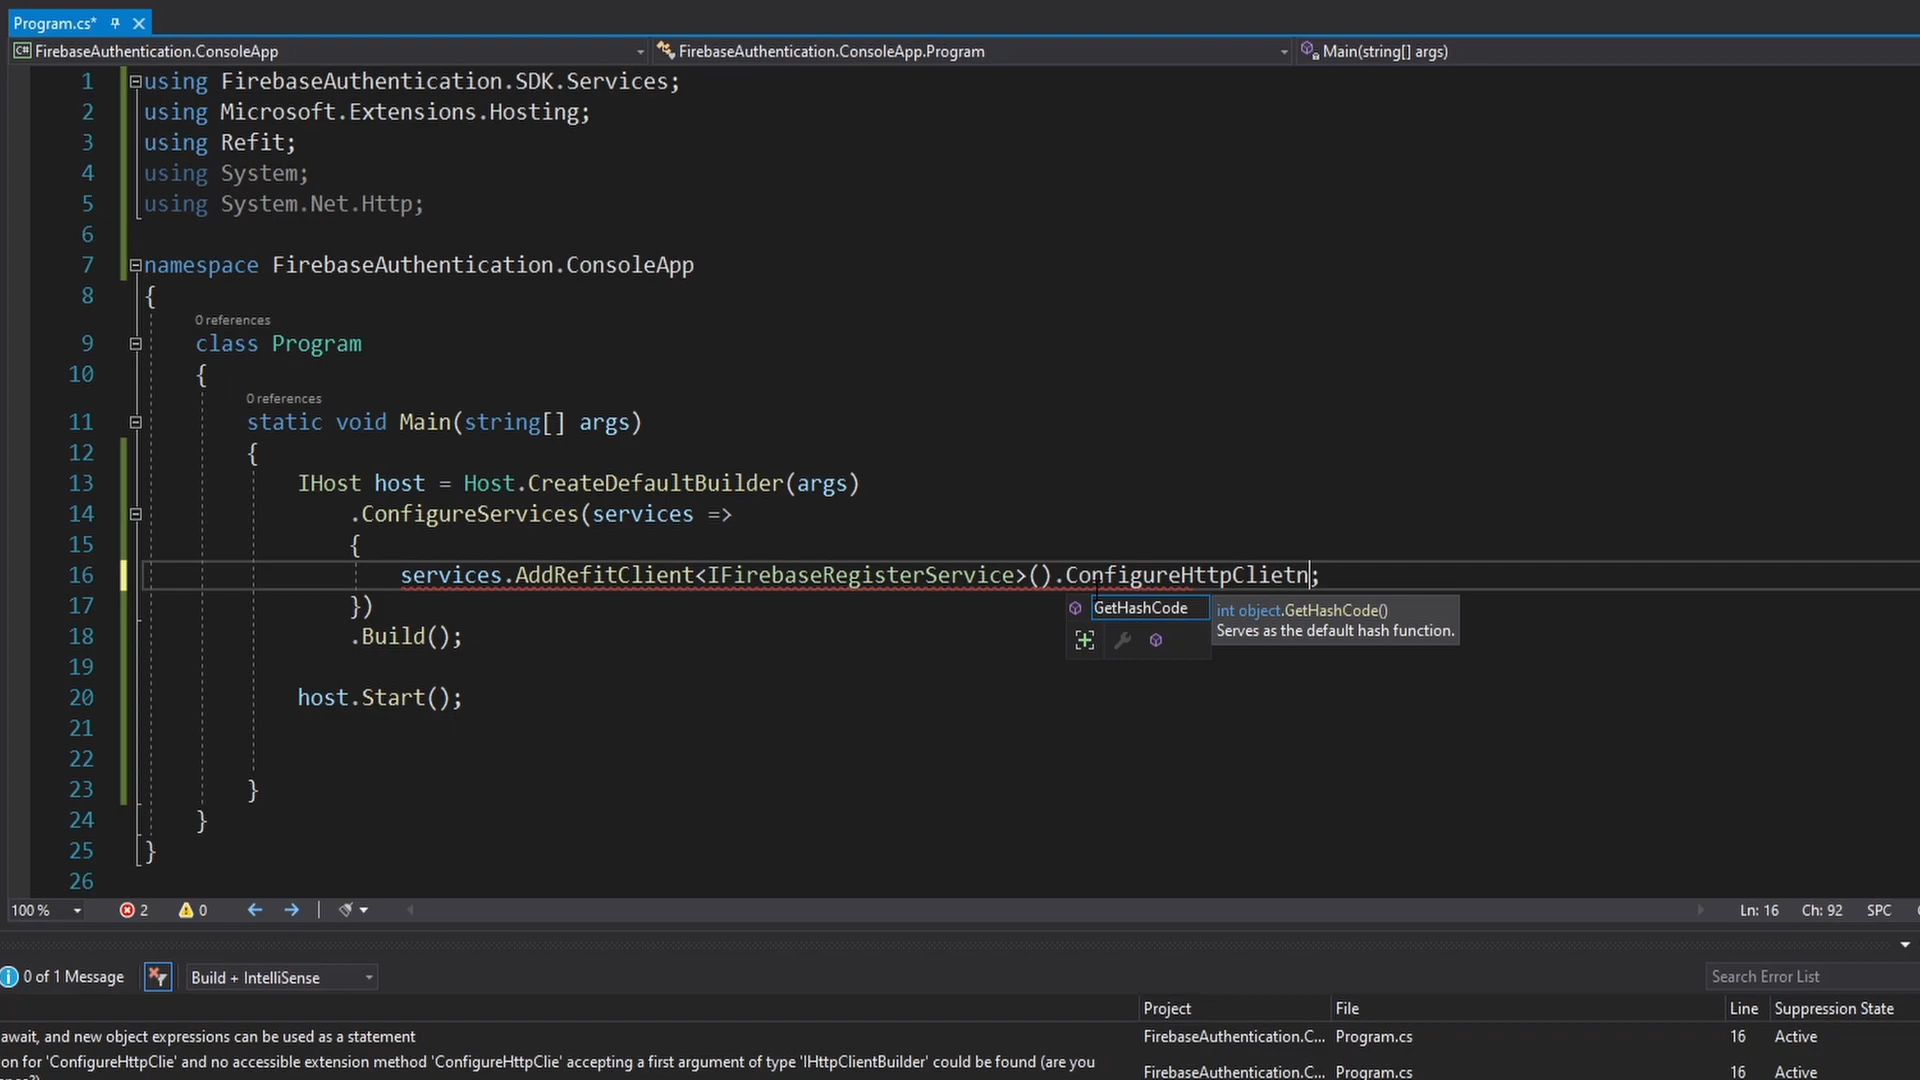 Program.cs*
C# FirebaseAuthentication.ConsoleApp FirebaseAuthentication.ConsoleApp.Program Main(string[] args)
1 using FirebaseAuthentication.SDK.Services;
2 using Microsoft.Extensions.Hosting;
3 using Refit;
4 using System;
5 using System.Net.Http;
6
7 namespace FirebaseAuthentication.ConsoleApp
8 {
0 references
9 class Program
10 {
0 references
11 static void Main(string[] args)
12 {
13 IHost host = Host.CreateDefaultBuilder(args)
14 .ConfigureServices(services =>
15 {
16 services.AddRefitClient<IFirebaseRegisterService>().ConfigureHttpClietn;
GetHashCode int object.GetHashCode()
Serves as the default hash function.
17 })
18 .Build();
19
20 host.Start();
21
22
23 }
24 }
25 }
26
100 % 2 0 Ln: 16 Ch: 92 SPC
0 of 1 Message Build + IntelliSense Search Error List
Project File Line Suppression State
await, and new object expressions can be used as a statement FirebaseAuthentication.C... Program.cs 16 Active
on for 'ConfigureHttpClie' and no accessible extension method 'ConfigureHttpClie' accepting a first argument of type 'IHttpClientBuilder' could be found (are you
FirebaseAuthentication.C... Program.cs 16 Active